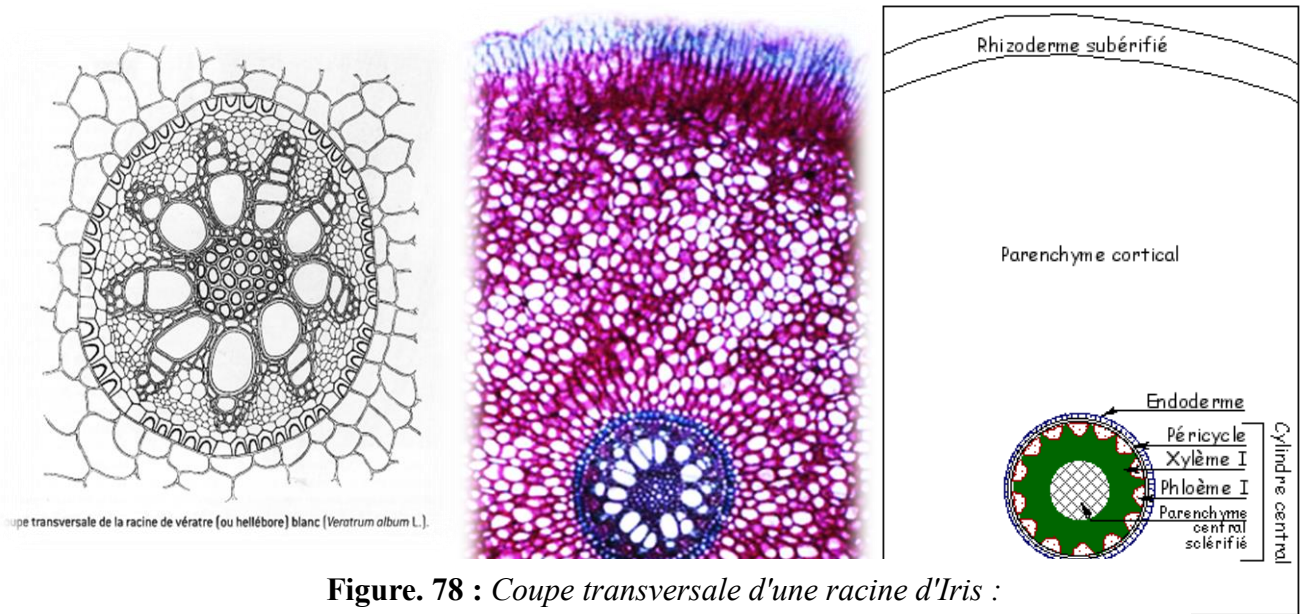 upe transversale de la racine de vératre (ou hellébore) blanc (Veratrum album L.).
Rhizoderme subérifié
Parenchyme cortical
Endoderme
Péricycle
Xylème I
Phloème I
Parenchyme
central
sclérifié
Cylindre central
Figure. 78 : Coupe transversale d'une racine d'Iris :